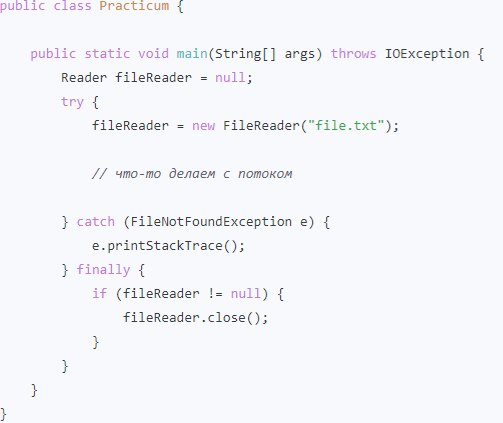 public class Practicum {
    public static void main(String[] args) throws IOException {
        Reader fileReader = null;
        try {
            fileReader = new FileReader("file.txt");
            // что-то делаем с потоком
        } catch (FileNotFoundException e) {
            e.printStackTrace();
        } finally {
            if (fileReader != null) {
                fileReader.close();
            }
        }
    }
}